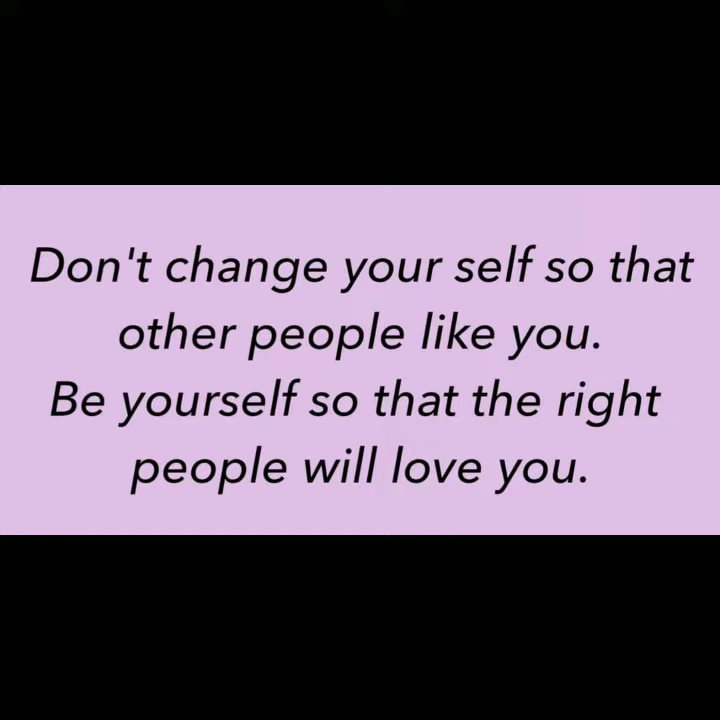 Don't change your self so that
other people like you.
Be yourself so that the right
people will love you.